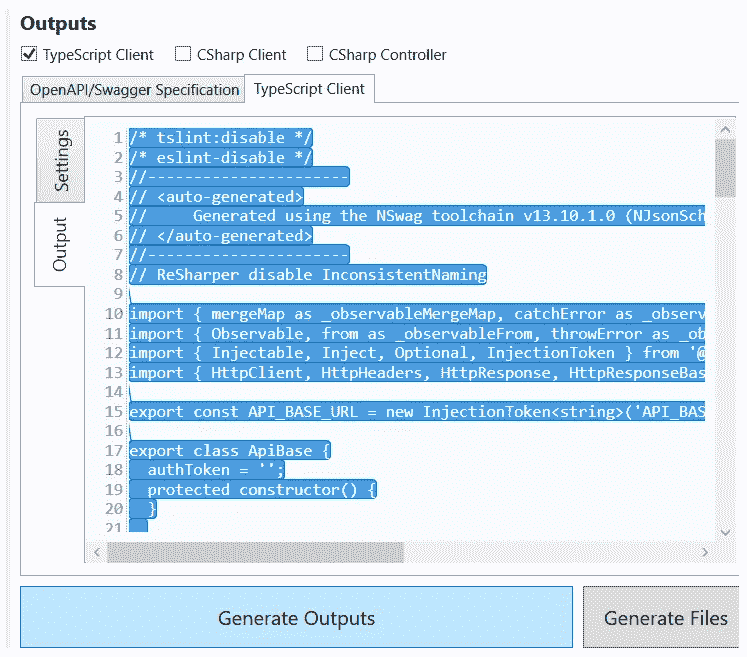 Outputs
TypeScript Client CSharp Client CSharp Controller
OpenAPI/Swagger Specification TypeScript Client
Settings
Output
1 /* tslint:disable */
2 /* eslint-disable */
3 //----------------------
4 // <auto-generated>
5 //     Generated using the NSwag toolchain v13.10.1.0 (NJsonSch
6 // </auto-generated>
7 //----------------------
8 // ReSharper disable InconsistentNaming
9
10 import { mergeMap as _observableMergeMap, catchError as _observ
11 import { Observable, from as _observableFrom, throwError as _ob
12 import { Injectable, Inject, Optional, InjectionToken } from '@
13 import { HttpClient, HttpHeaders, HttpResponse, HttpResponseBas
14
15 export const API_BASE_URL = new InjectionToken<string>('API_BAS
16
17 export class ApiBase {
18   authToken = '';
19   protected constructor() {
20   }
21
Generate Outputs Generate Files